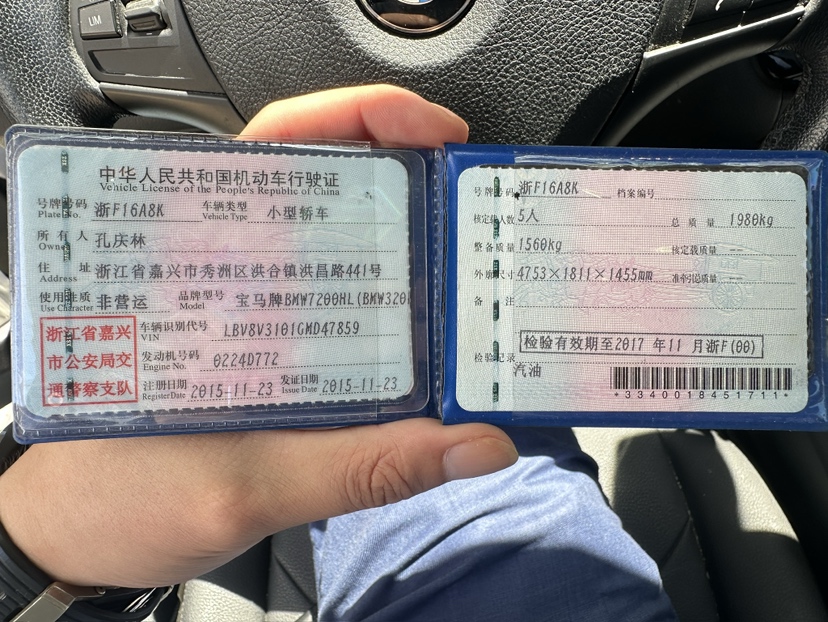 LIM
中华人民共和国机动车行驶证
Vehicle License of the People's Republic of China
号牌号码 浙F16A8K 车辆类型 小型轿车
Plate No. Vehicle Type
所有人 孔庆林
Owner
住址 浙江省嘉兴市秀洲区洪合镇洪昌路441号
Address
使用性质 非营运 品牌型号 宝马牌BMW7200HL(BMW320l
Use Character Model
浙江省嘉兴
市公安局交
通警察支队
车辆识别代号 LBV8V3101GMD47859
VIN
发动机号码 0224D772
Engine No.
注册日期 2015-11-23 发证日期 2015-11-23
Register Date Issue Date
号牌号码 浙F16A8K 档案编号
核定载人数 5人 总质量 1980kg
整备质量 1560kg 核定载质量 --
外廓尺寸 4753×1811×1455mm 准牵引总质量 --
备注
检验有效期至2017年11月浙F(00)
检验记录
汽油
*3340018451711*